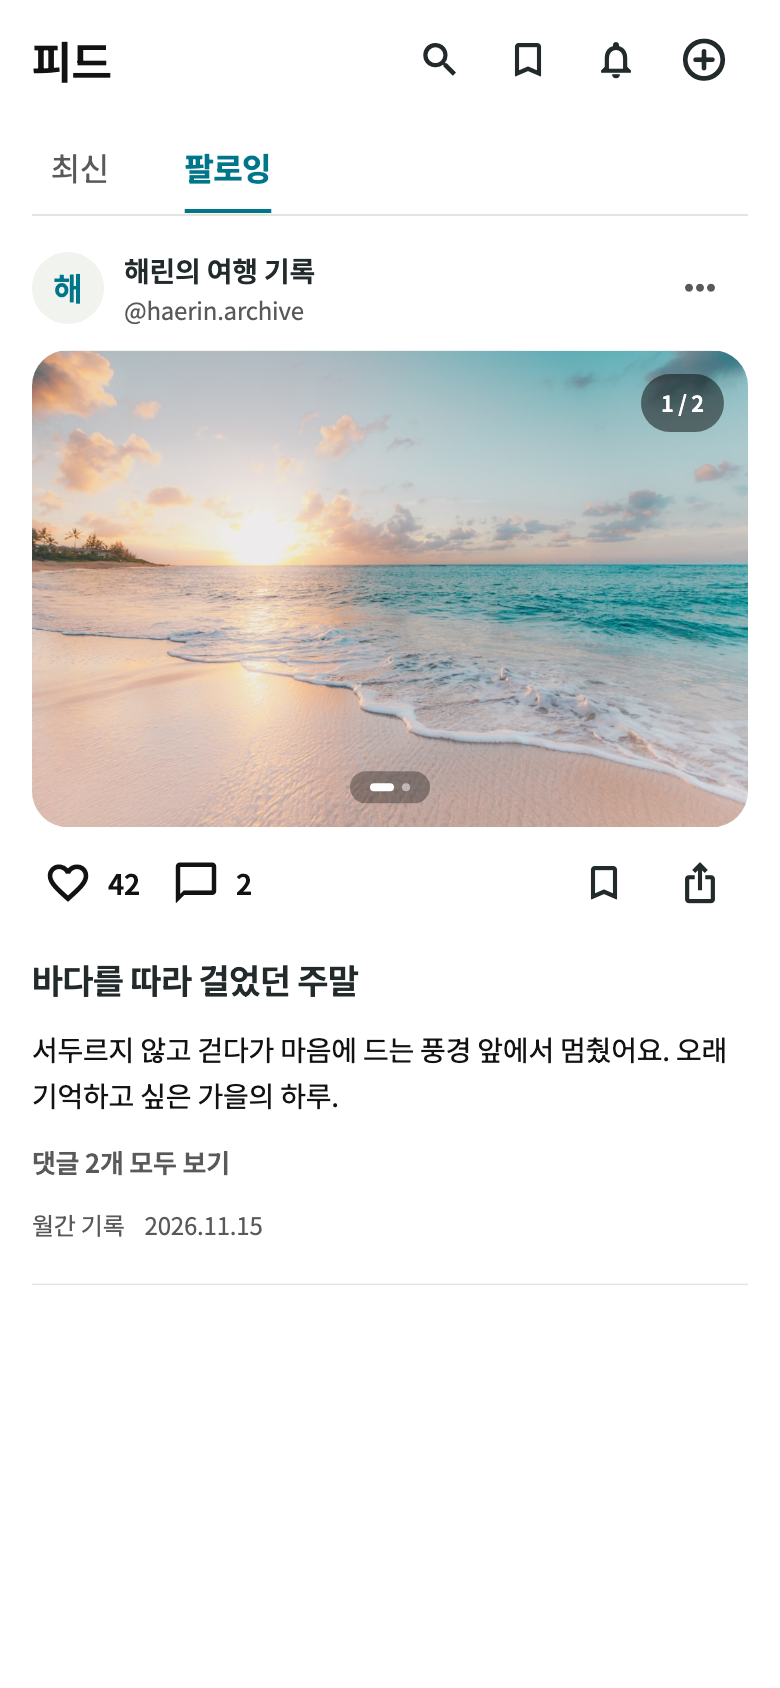 피드
최신 팔로잉
해
해린의 여행 기록
@haerin.archive
1 / 2
42 2
바다를 따라 걸었던 주말
서두르지 않고 걷다가 마음에 드는 풍경 앞에서 멈췄어요. 오래
기억하고 싶은 가을의 하루.
댓글 2개 모두 보기
월간 기록 2026.11.15